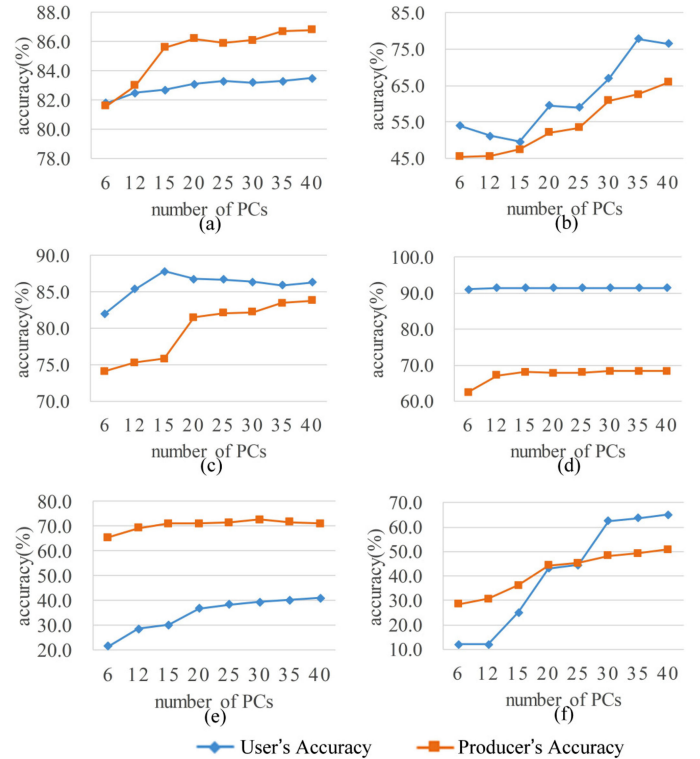 accuracy(%)
88.0
86.0
84.0
82.0
80.0
78.0
6 12 15 20 25 30 35 40
number of PCs
(a)
accuracy(%)
85.0
75.0
65.0
55.0
45.0
6 12 15 20 25 30 35 40
number of PCs
(b)
accuracy(%)
90.0
85.0
80.0
75.0
70.0
6 12 15 20 25 30 35 40
number of PCs
(c)
accuracy(%)
100.0
90.0
80.0
70.0
60.0
6 12 15 20 25 30 35 40
number of PCs
(d)
accuracy(%)
80.0
70.0
60.0
50.0
40.0
30.0
20.0
6 12 15 20 25 30 35 40
number of PCs
(e)
accuracy(%)
70.0
60.0
50.0
40.0
30.0
20.0
10.0
6 12 15 20 25 30 35 40
number of PCs
(f)
User's Accuracy
Producer's Accuracy